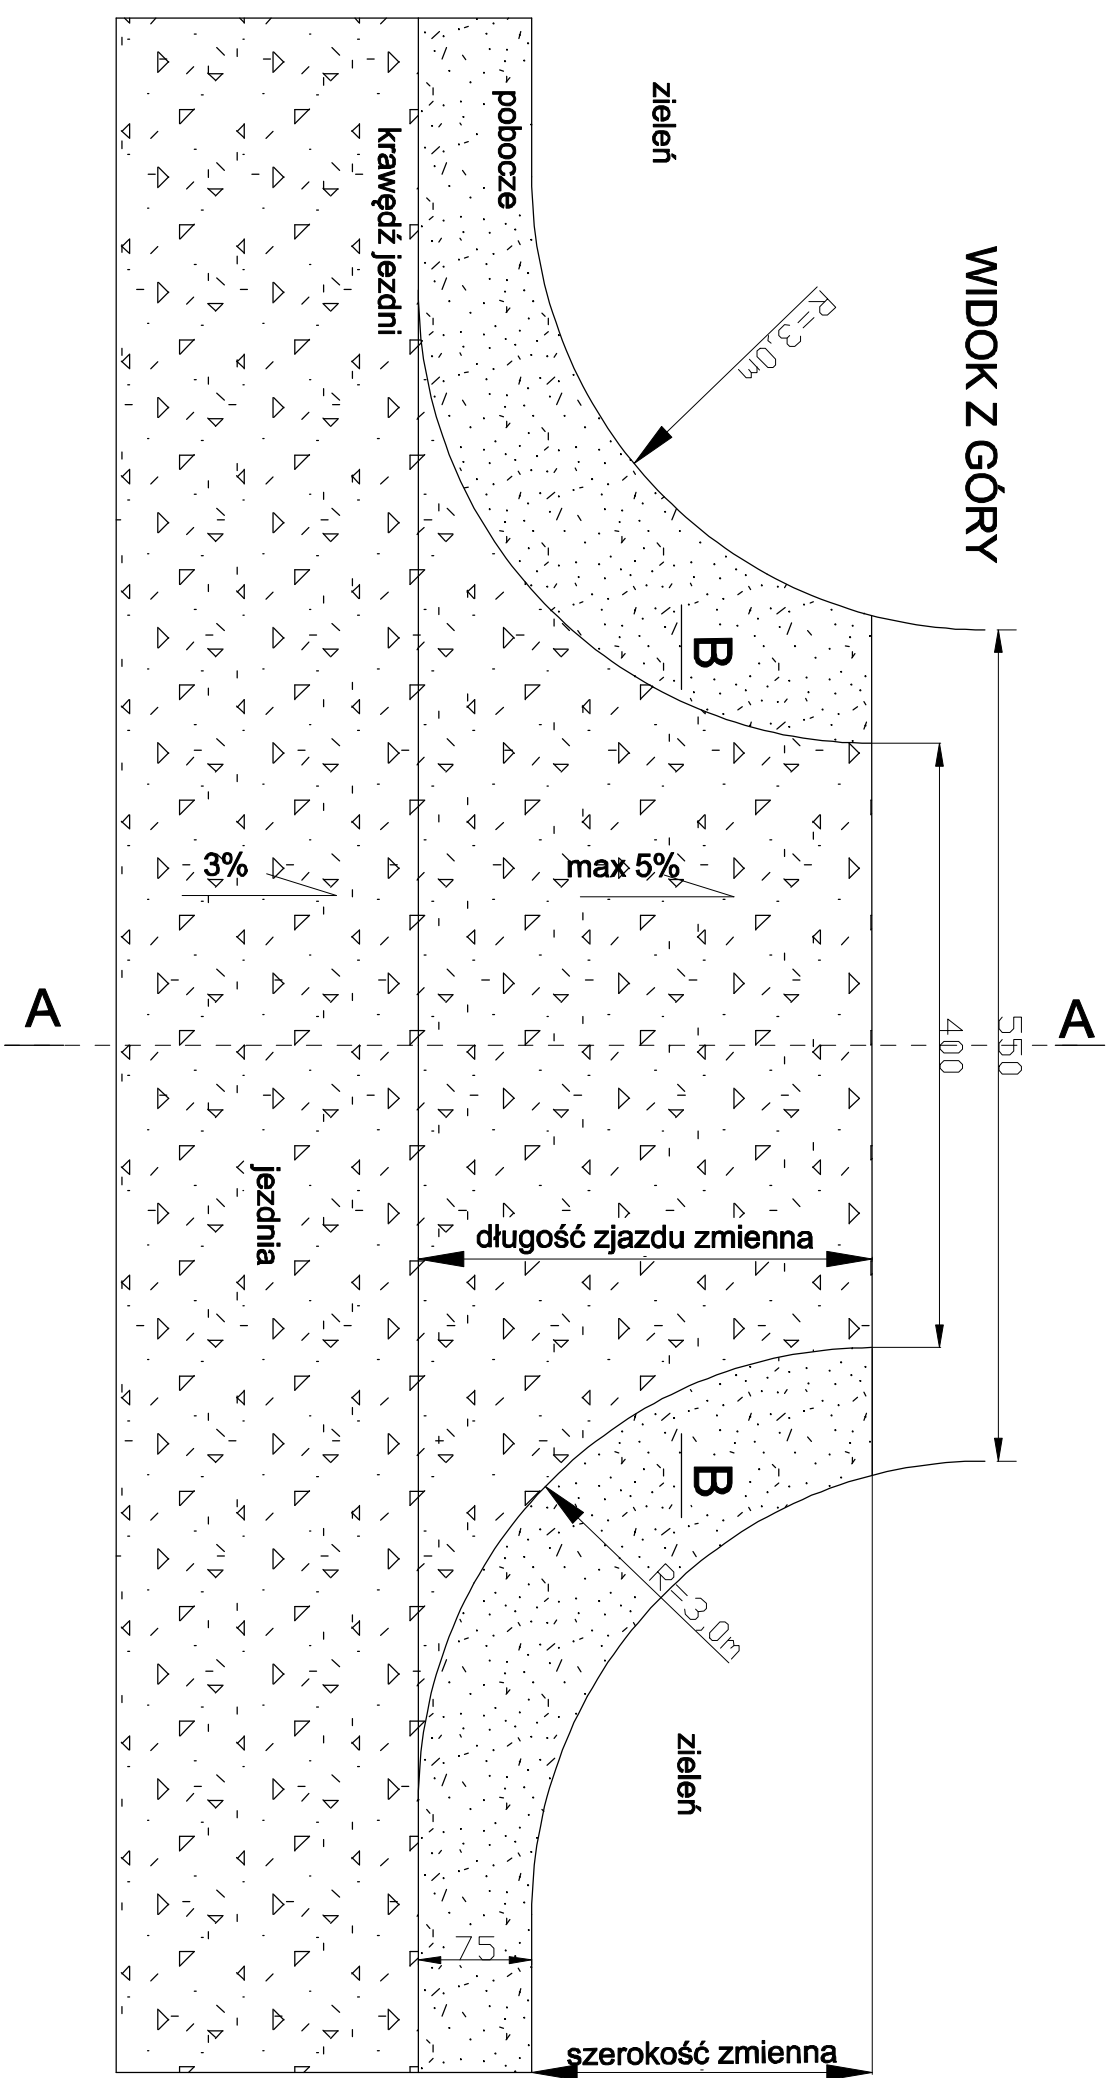 WIDOK Z GÓRY
zieleń
pobocze
krawędź jezdni
R=3,0m
B
3%
max 5%
A
A
550
400
jezdnia
długość zjazdu zmienna
B
R=3,0m
zieleń
75
szerokość zmienna